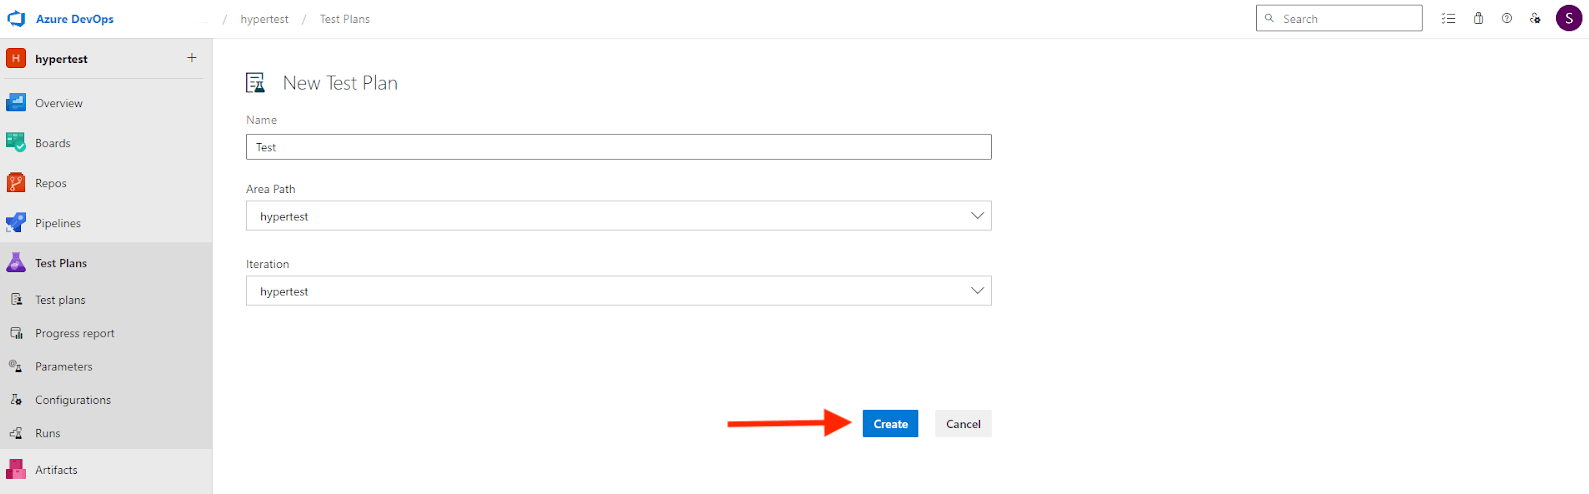 Azure DevOps / hypertest / Test Plans Search S
H hypertest +
New Test Plan
Overview
Name
Boards
Test
Repos
Area Path
hypertest
Pipelines
Test Plans
Iteration
hypertest
Test plans
Progress report
Parameters
Configurations
Create Cancel
Runs
Artifacts